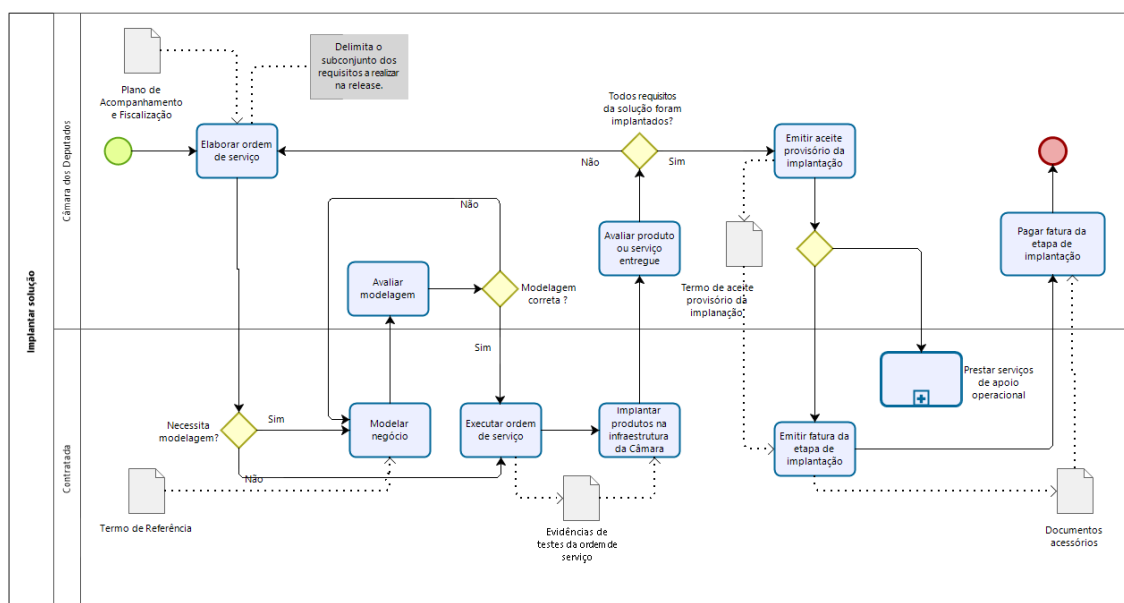 Implantar solução
Câmara dos Deputados
Contratada
Plano de
Acompanhamento
e Fiscalização
Delimita o
subconjunto dos
requisitos a realizar
na release.
Elaborar ordem
de serviço
Todos requisitos
da solução foram
implantados?
Não
Sim
Emitir aceite
provisório da
implantação
Não
Avaliar
modelagem
Modelagem
correta ?
Sim
Avaliar produto
ou serviço
entregue
Termo de aceite
provisório da
implanação
Pagar fatura da
etapa de
implantação
Necessita
modelagem?
Sim
Não
Modelar
negócio
Executar ordem
de serviço
Implantar
produtos na
infraestrutura
da Câmara
Prestar serviços
de apoio
operacional
Emitir fatura da
etapa de
implantação
Termo de Referência
Evidências de
testes da ordem de
serviço
Documentos
acessórios